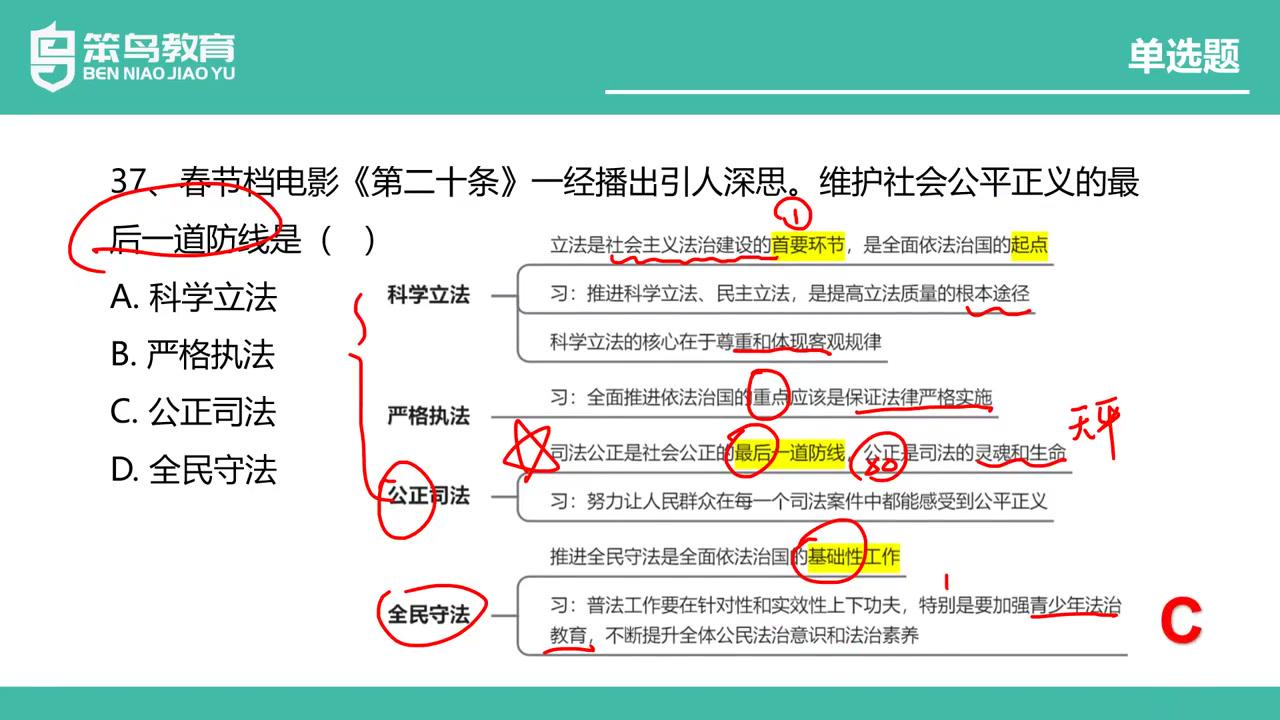 笨鸟教育
BEN NIAO JIAO YU
单选题
37、春节档电影《第二十条》一经播出引人深思。维护社会公平正义的最
后一道防线是（ ）
A. 科学立法
B. 严格执法
C. 公正司法
D. 全民守法
科学立法
1
立法是社会主义法治建设的首要环节，是全面依法治国的起点
习：推进科学立法、民主立法，是提高立法质量的根本途径
科学立法的核心在于尊重和体现客观规律
严格执法
习：全面推进依法治国的重点应该是保证法律严格实施
天平
公正司法
司法公正是社会公正的最后一道防线，公正是司法的灵魂和生命
习：努力让人民群众在每一个司法案件中都能感受到公平正义
全民守法
推进全民守法是全面依法治国的基础性工作
习：普法工作要在针对性和实效性上下功夫，特别是要加强青少年法治
教育，不断提升全体公民法治意识和法治素养
C